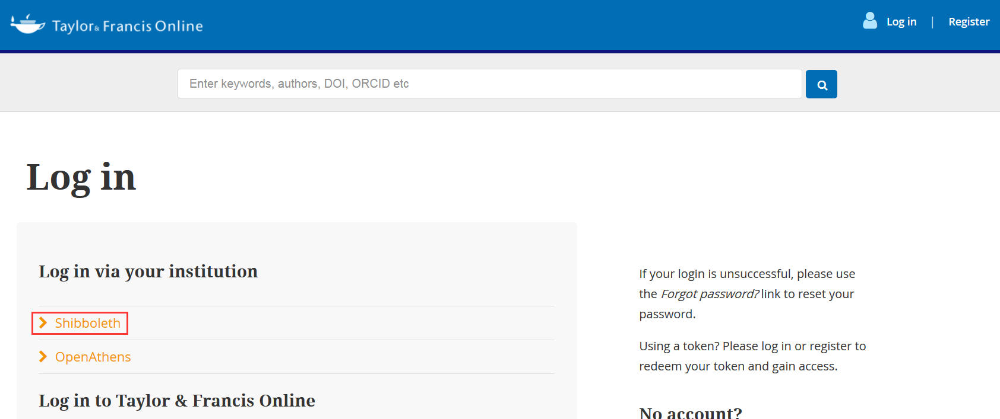 Taylor & Francis Online
Log in | Register
Enter keywords, authors, DOI, ORCID etc
Log in
Log in via your institution
Shibboleth
OpenAthens
Log in to Taylor & Francis Online
If your login is unsuccessful, please use
the Forgot password? link to reset your
password.
Using a token? Please log in or register to
redeem your token and gain access.
No account?